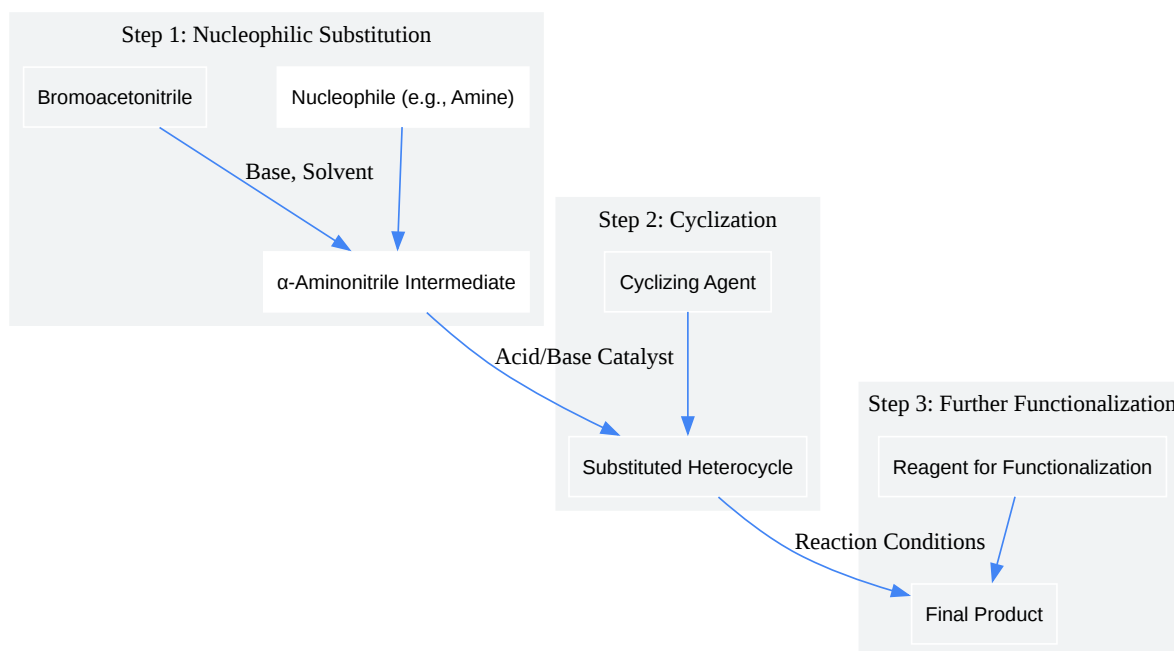 Step 1: Nucleophilic Substitution
Bromoacetonitrile
Nucleophile (e.g., Amine)
Base, Solvent
α-Aminonitrile Intermediate
Step 2: Cyclization
Cyclizing Agent
Acid/Base Catalyst
Substituted Heterocycle
Step 3: Further Functionalization
Reagent for Functionalization
Reaction Conditions
Final Product